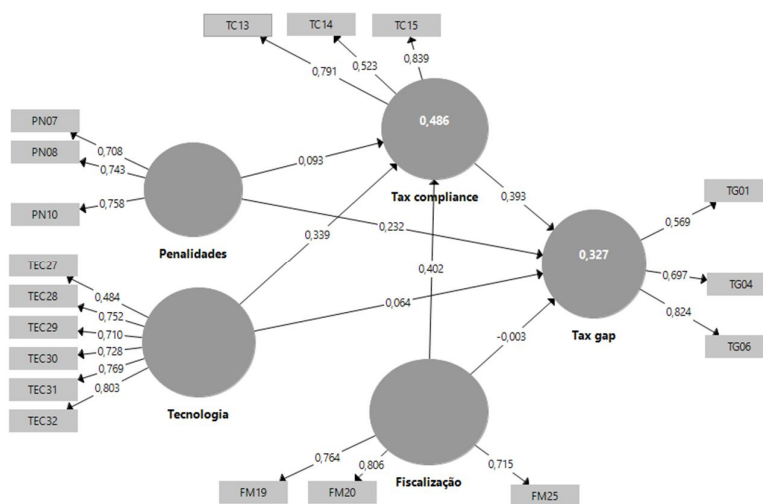 TC13
TC14
TC15
0,791
0,523
0,839
0,486
Tax compliance
PN07
PN08
PN10
0,708
0,743
0,758
Penalidades
0,093
0,232
0,339
0,393
0,402
0,064
-0,003
TG01
TG04
TG06
0,569
0,697
0,824
0,327
Tax gap
TEC27
TEC28
TEC29
TEC30
TEC31
TEC32
0,484
0,752
0,710
0,728
0,769
0,803
Tecnologia
Fiscalização
0,764
0,806
0,715
FM19
FM20
FM25